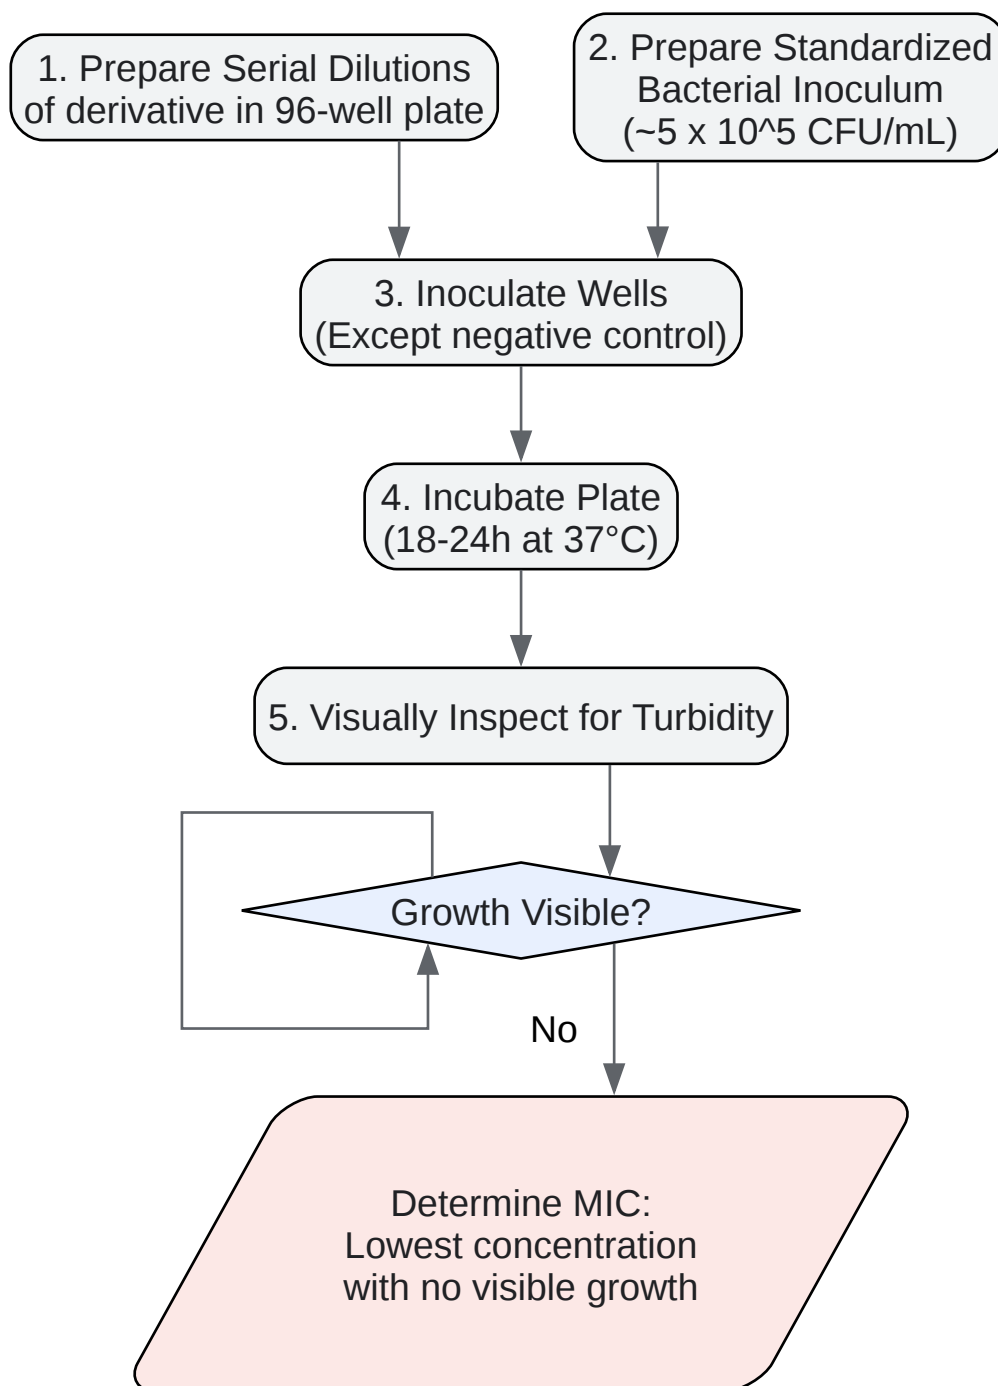 1. Prepare Serial Dilutions
of derivative in 96-well plate
2. Prepare Standardized
Bacterial Inoculum
(~5 x 10^5 CFU/mL)
3. Inoculate Wells
(Except negative control)
4. Incubate Plate
(18-24h at 37°C)
5. Visually Inspect for Turbidity
Growth Visible?
No
Determine MIC:
Lowest concentration
with no visible growth